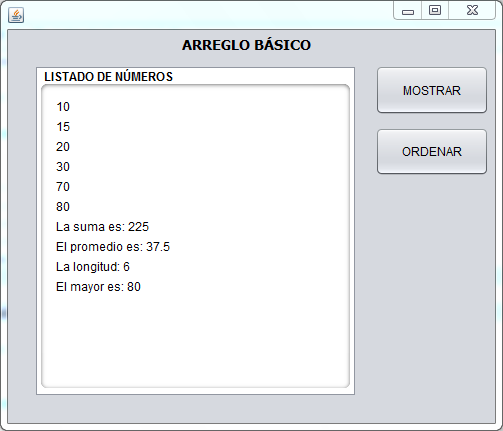 ARREGLO BÁSICO
LISTADO DE NÚMEROS
10
15
20
30
70
80
La suma es: 225
El promedio es: 37.5
La longitud: 6
El mayor es: 80
MOSTRAR
ORDENAR